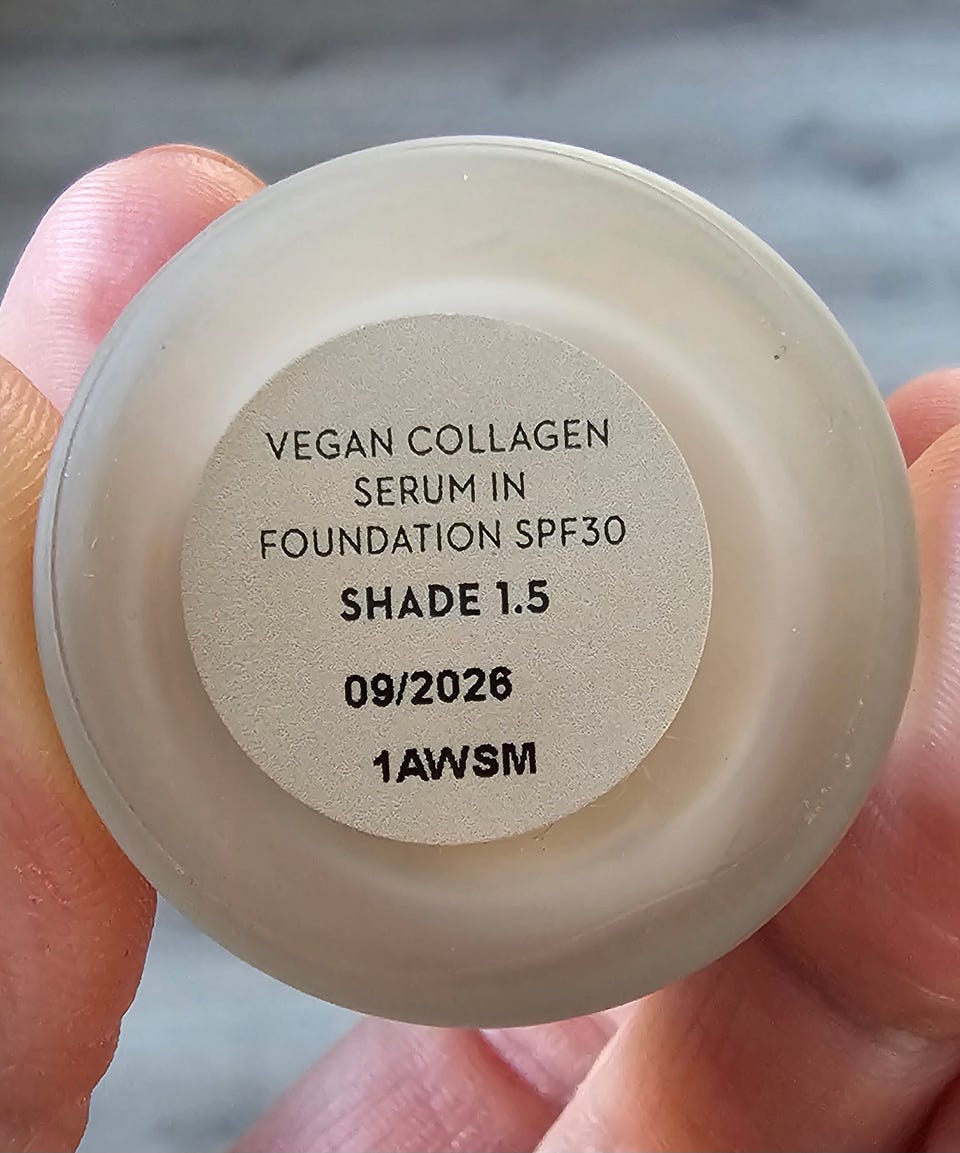 VEGAN COLLAGEN
SERUM IN
FOUNDATION SPF30
SHADE 1.5
09/2026
1AWSM